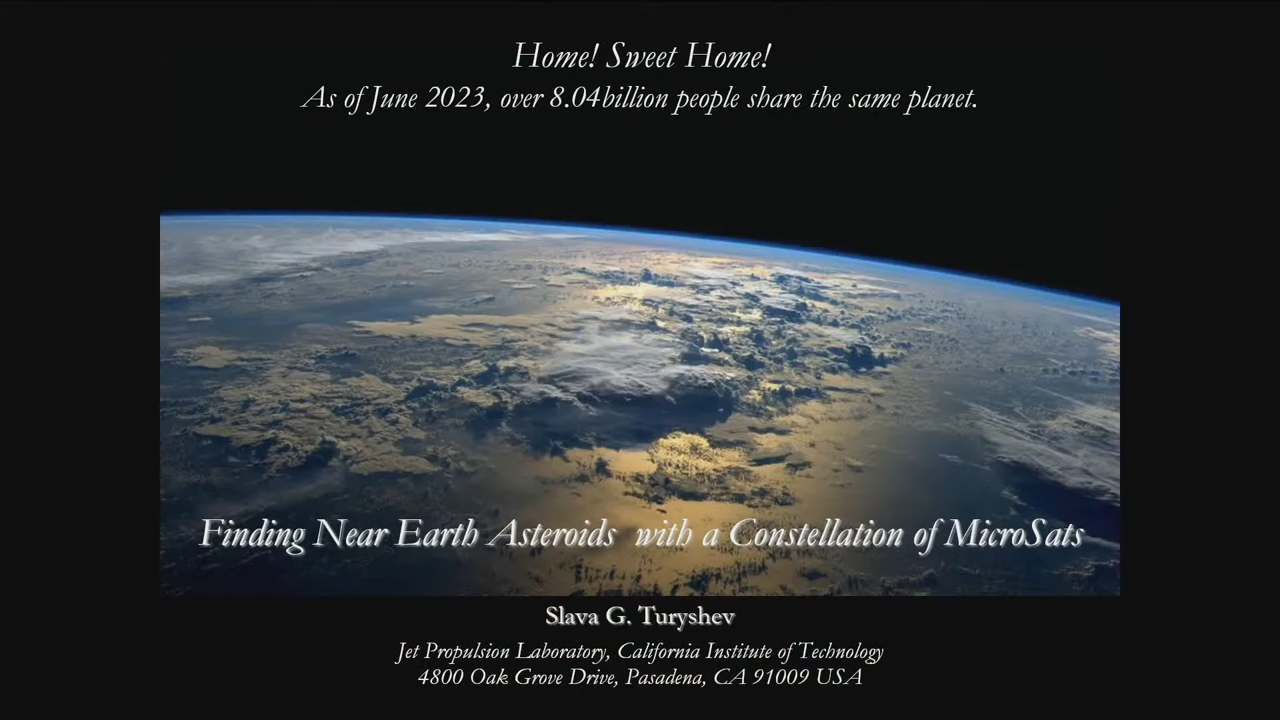 Home! Sweet Home!
As of June 2023, over 8.04billion people share the same planet.
Finding Near Earth Asteroids with a Constellation of MicroSats
Slava G. Turyshev
Jet Propulsion Laboratory, California Institute of Technology
4800 Oak Grove Drive, Pasadena, CA 91009 USA